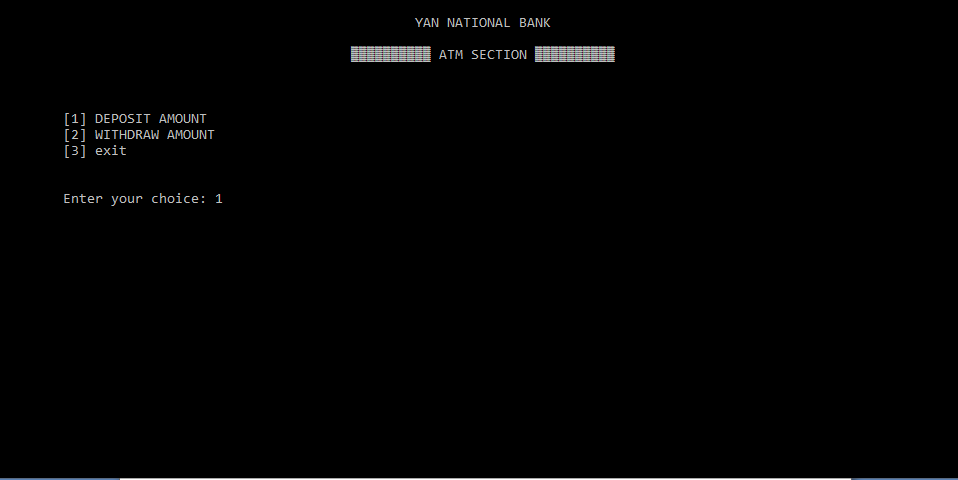 YAN NATIONAL BANK
▓▓▓▓▓▓▓▓▓▓ ATM SECTION ▓▓▓▓▓▓▓▓▓▓
[1] DEPOSIT AMOUNT
[2] WITHDRAW AMOUNT
[3] exit
Enter your choice: 1